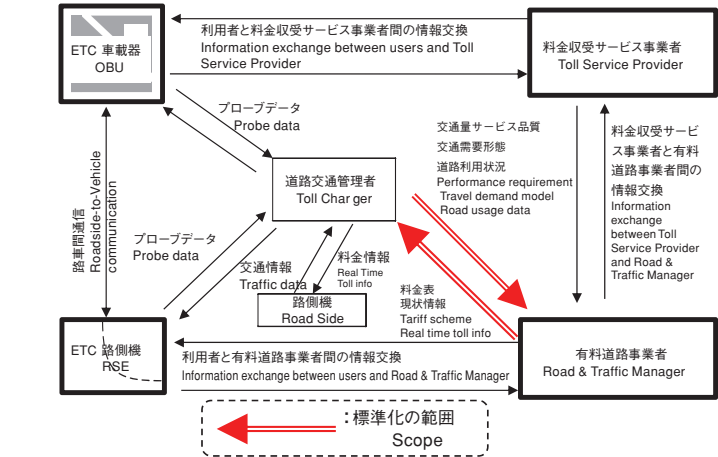 利用者と料金収受サービス事業者間の情報交換
Information exchange between users and Toll
Service Provider
ETC 車載器
OBU
料金収受サービス事業者
Toll Service Provider
プローブデータ
Probe data
交通量サービス品質
交通需要形態
道路利用状況
Performance requirement
Travel demand model
Road usage data
料金収受サービ
ス事業者と有料
道路事業者間の
情報交換
Information
exchange
between Toll
Service Provider
and Road &
Traffic Manager
道路交通管理者
Toll Charger
路車間通信
Roadside-to-Vehicle
communication
プローブデータ
Probe data
交通情報
Traffic data
料金情報
Real Time
Toll info
路側機
Road Side
料金表
現状情報
Tariff scheme
Real time toll info
ETC 路側機
RSE
利用者と有料道路事業者間の情報交換
Information exchange between users and Road & Traffic Manager
有料道路事業者
Road & Traffic Manager
:標準化の範囲
Scope